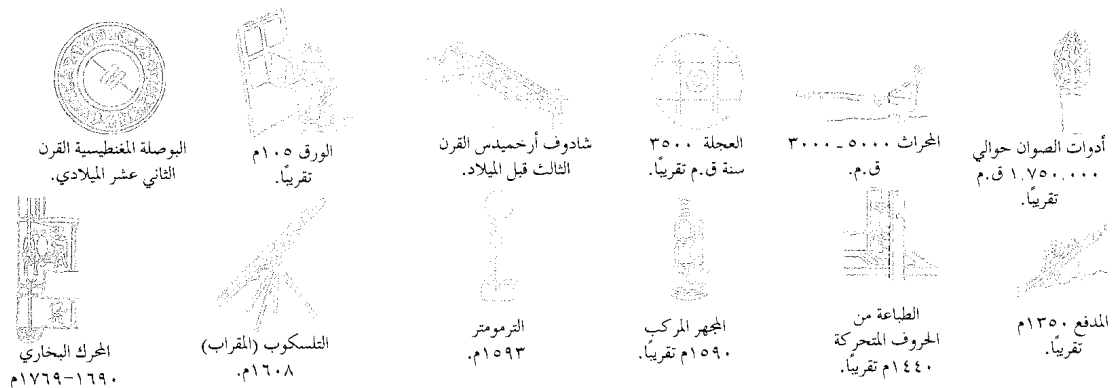 أدوات الصوان حوالي
١,٧٥٠,٠٠٠ ق.م
تقريبًا.
المحراث ٥٠٠٠ ـ ٣٠٠٠
ق.م.
العجلة ٣٥٠٠
سنة ق.م تقريبًا.
شادوف أرخميدس القرن
الثالث قبل الميلاد.
الورق ١٠٥م
تقريبًا.
البوصلة المغنطيسية القرن
الثاني عشر الميلادي.
المدفع ١٣٥٠م
تقريبًا.
الطباعة من
الحروف المتحركة
١٤٤٠م تقريبًا.
المجهر المركب
١٥٩٠م تقريبًا.
الترمومتر
١٥٩٣م.
التلسكوب (المقراب)
١٦٠٨م.
المحرك البخاري
١٦٩٠-١٧٦٩م